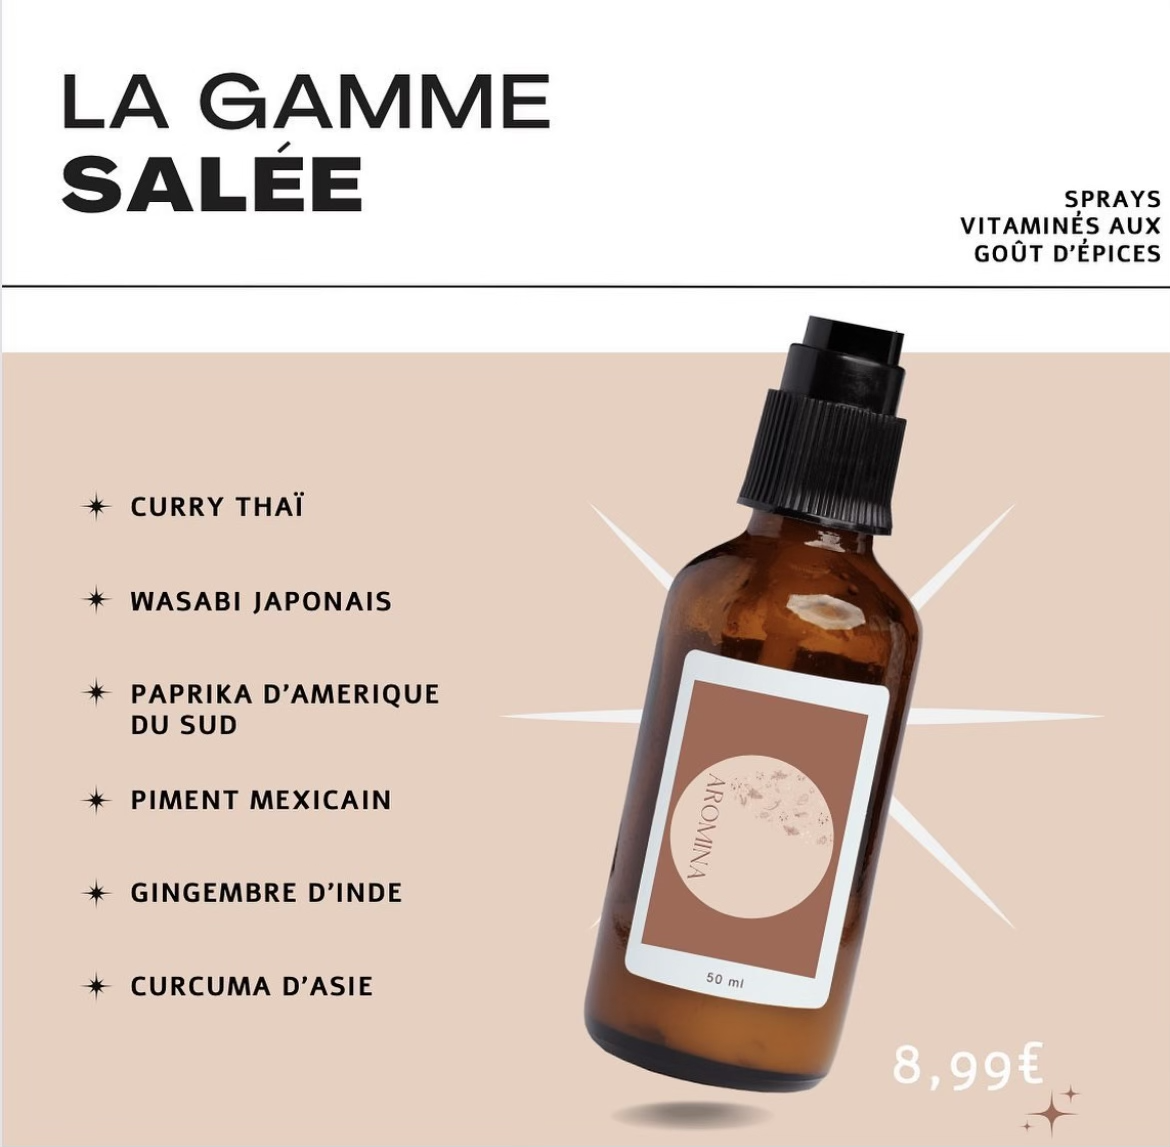 LA GAMME
SALÉE
SPRAYS
VITAMINÉS AUX
GOÛT D'ÉPICES
CURRY THAÏ
WASABI JAPONAIS
PAPRIKA D'AMERIQUE
DU SUD
PIMENT MEXICAIN
GINGEMBRE D'INDE
CURCUMA D'ASIE
AROMINA
50 ml
8,99€